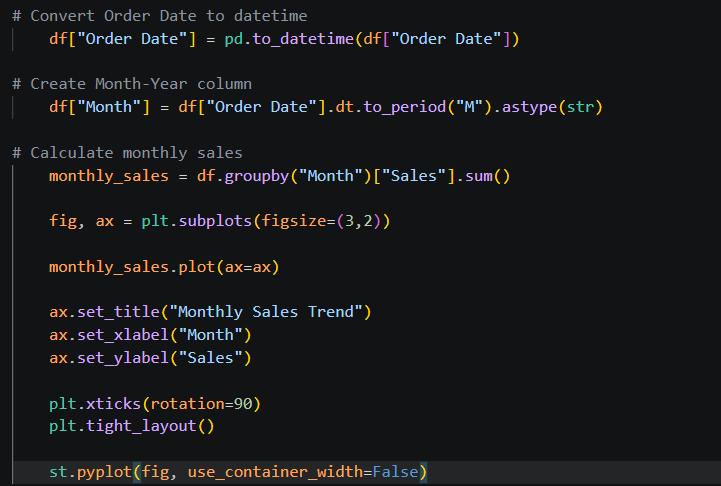 # Convert Order Date to datetime
df["Order Date"] = pd.to_datetime(df["Order Date"])
# Create Month-Year column
df["Month"] = df["Order Date"].dt.to_period("M").astype(str)
# Calculate monthly sales
monthly_sales = df.groupby("Month")["Sales"].sum()
fig, ax = plt.subplots(figsize=(3,2))
monthly_sales.plot(ax=ax)
ax.set_title("Monthly Sales Trend")
ax.set_xlabel("Month")
ax.set_ylabel("Sales")
plt.xticks(rotation=90)
plt.tight_layout()
st.pyplot(fig, use_container_width=False)